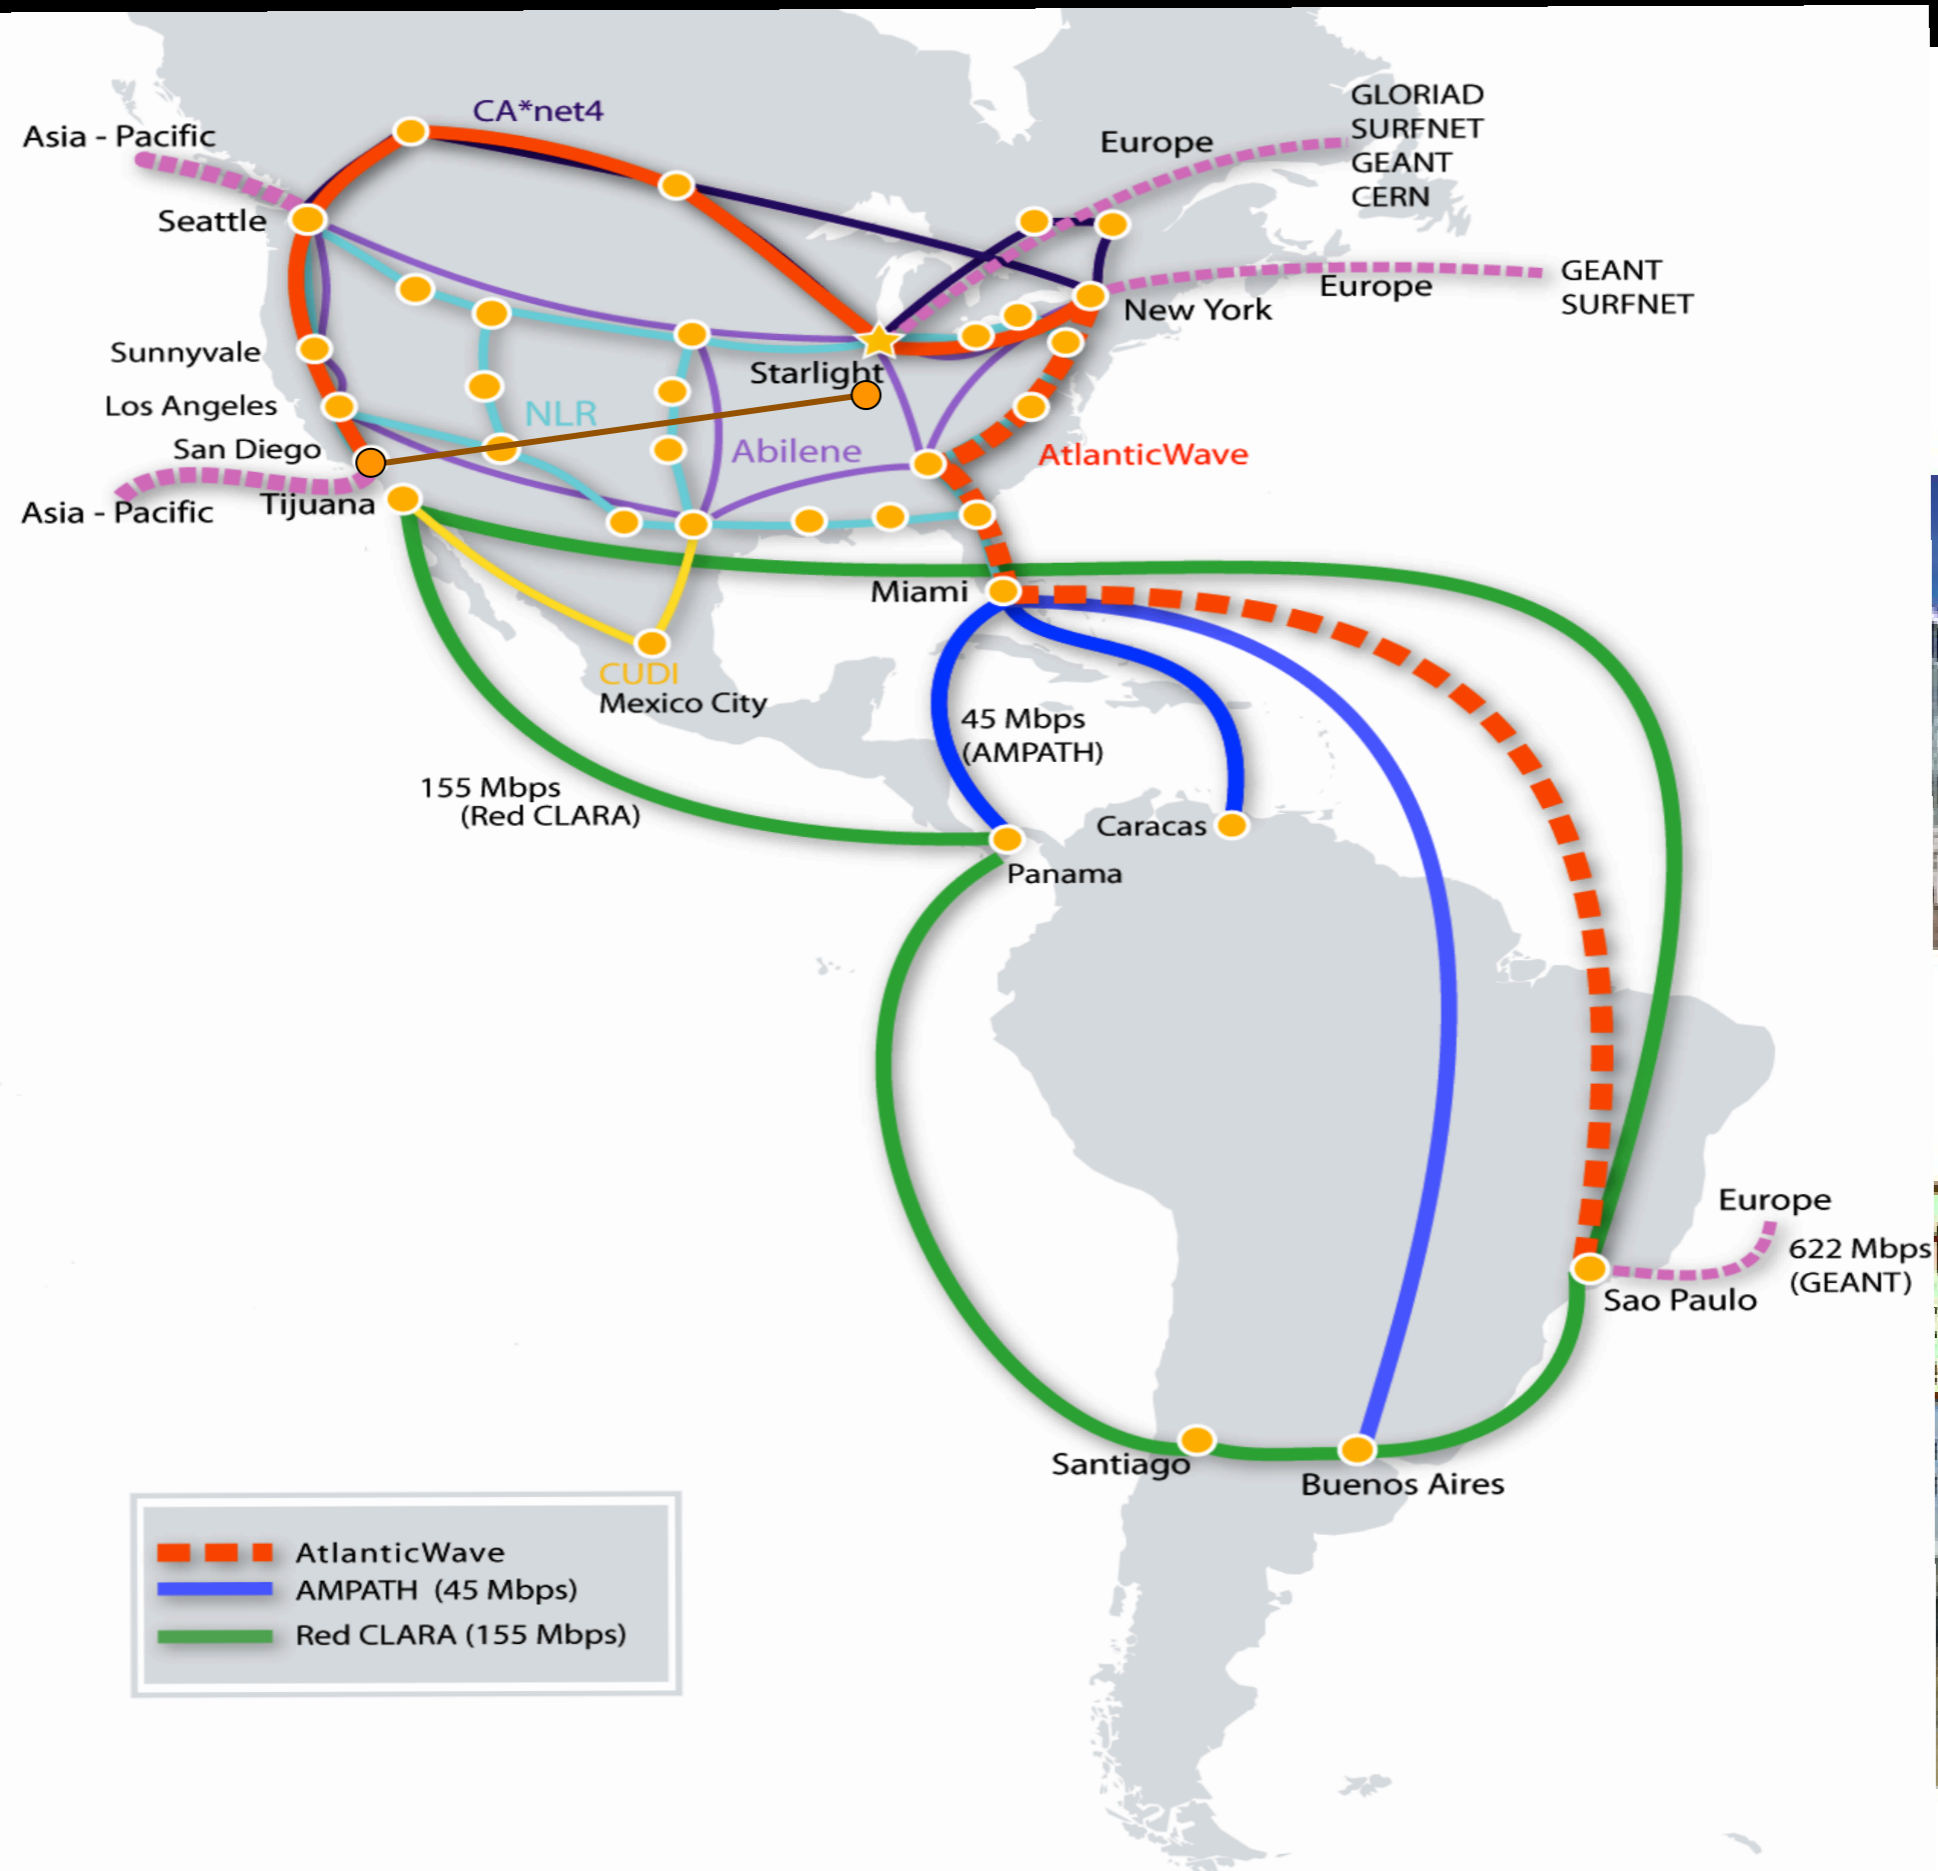 CA*net4
GLORIAD
SURFNET
GEANT
CERN
Asia - Pacific
Europe
Seattle
GEANT
SURFNET
Europe
New York
Sunnyvale
Starlight
Los Angeles
NLR
San Diego
Abilene
AtlanticWave
Tijuana
Asia - Pacific
Miami
CUDI
Mexico City
45 Mbps
(AMPATH)
155 Mbps
(Red CLARA)
Caracas
Panama
Europe
622 Mbps
(GEANT)
Sao Paulo
Santiago
Buenos Aires
AtlanticWave
AMPATH (45 Mbps)
Red CLARA (155 Mbps)